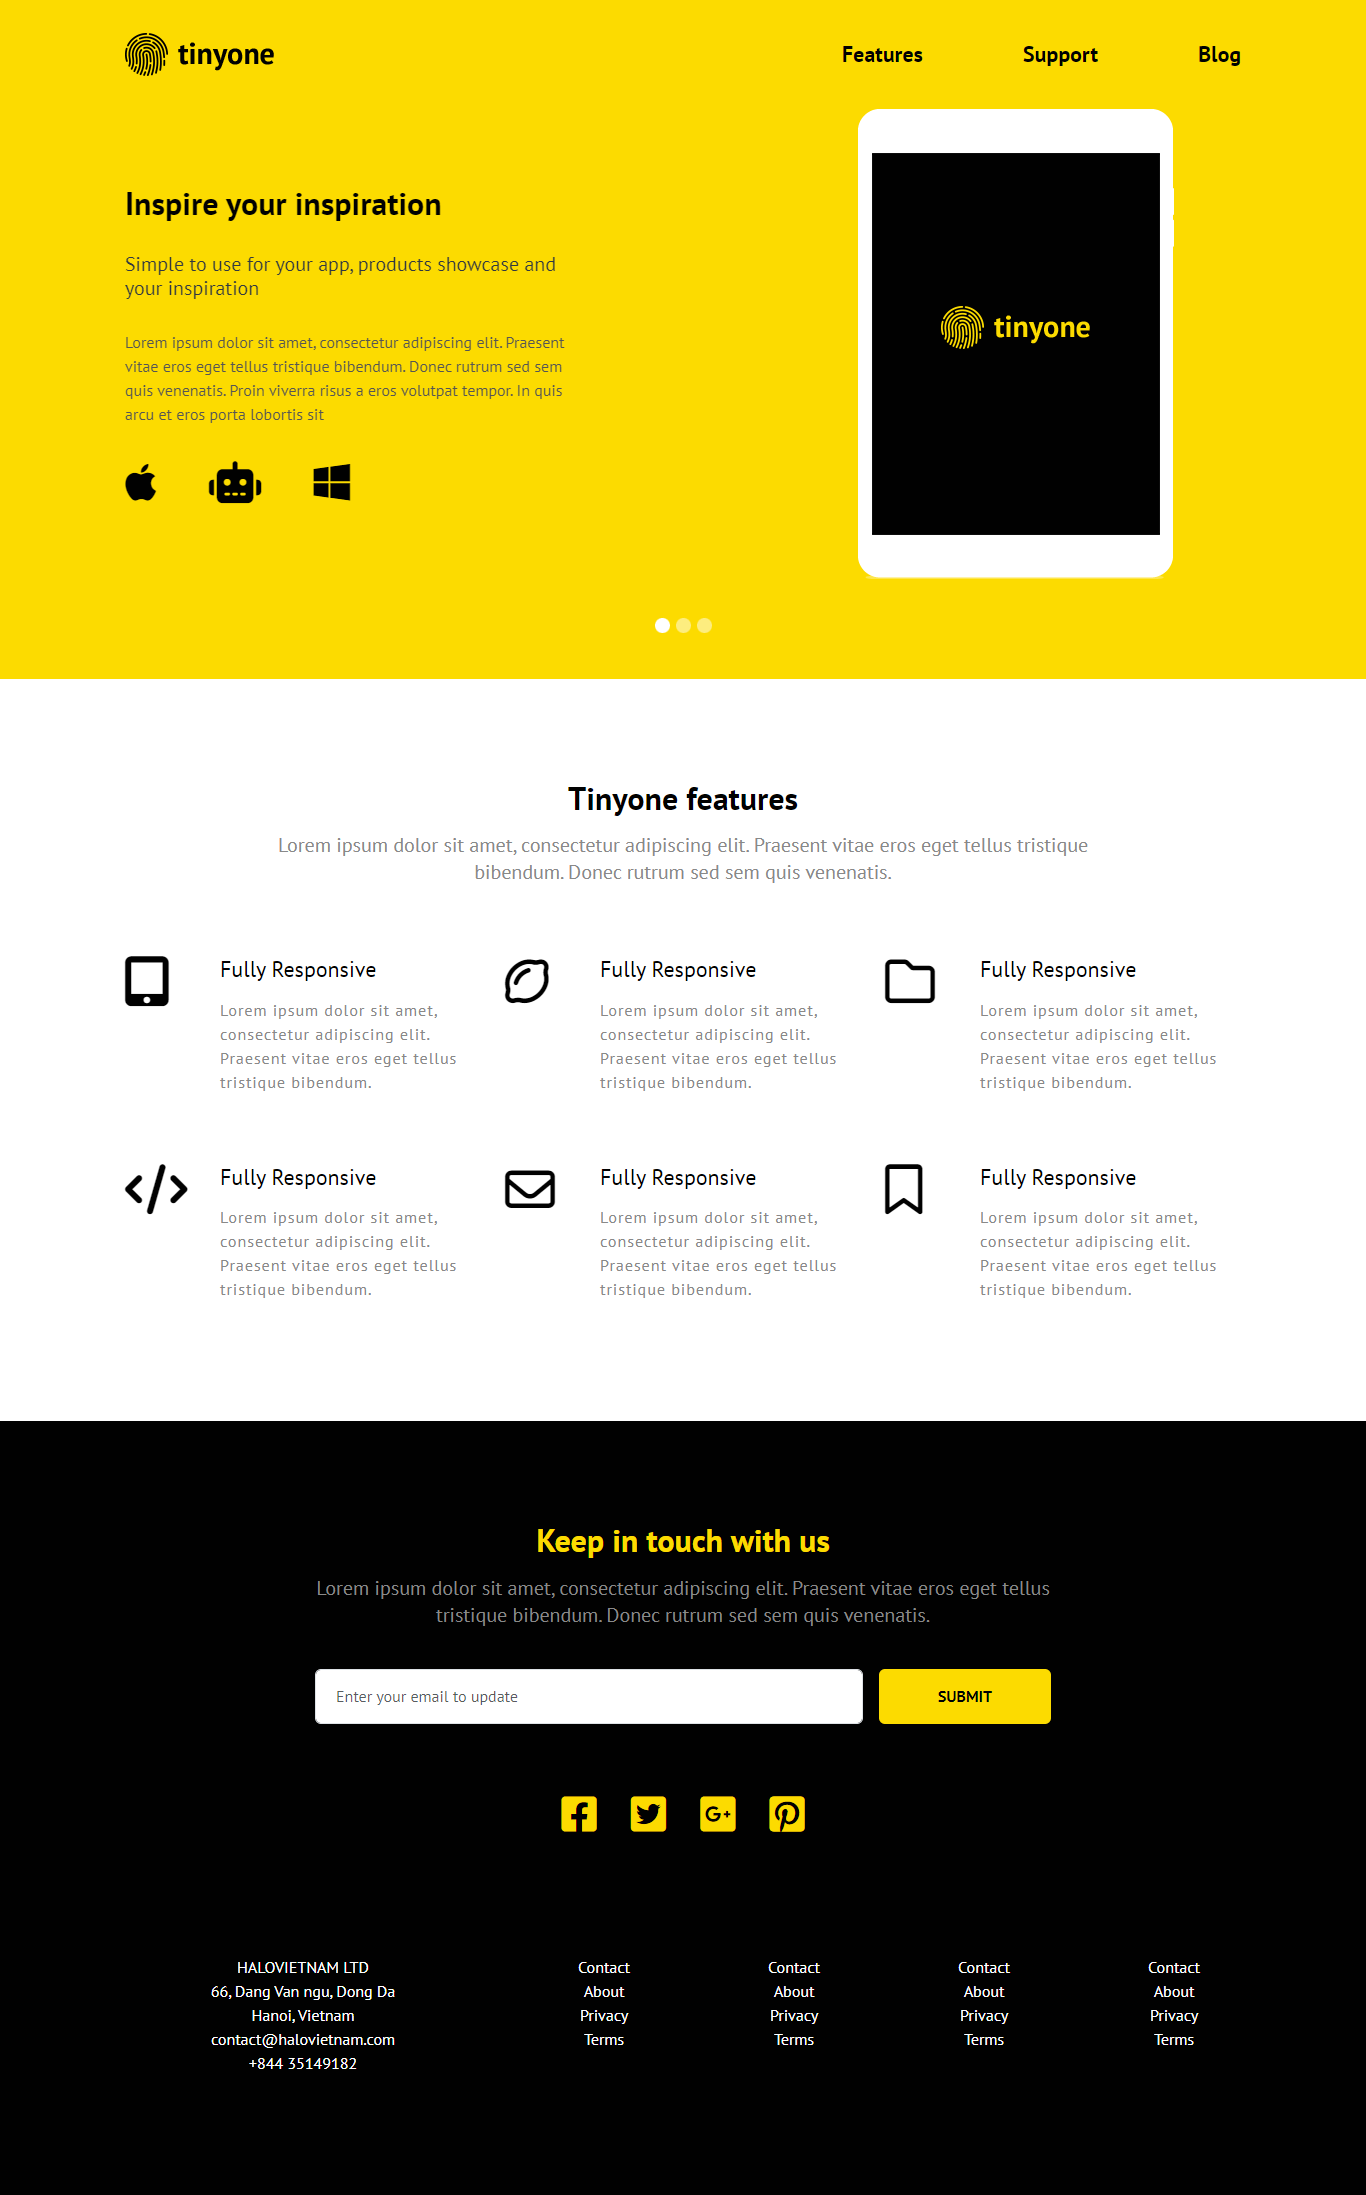 tinyone
Features
Support
Blog
Inspire your inspiration
Simple to use for your app, products showcase and
your inspiration
Lorem ipsum dolor sit amet, consectetur adipiscing elit. Praesent
vitae eros eget tellus tristique bibendum. Donec rutrum sed sem
quis venenatis. Proin viverra risus a eros volutpat tempor. In quis
arcu et eros porta lobortis sit
tinyone
Tinyone features
Lorem ipsum dolor sit amet, consectetur adipiscing elit. Praesent vitae eros eget tellus tristique
bibendum. Donec rutrum sed sem quis venenatis.
Fully Responsive
Lorem ipsum dolor sit amet,
consectetur adipiscing elit.
Praesent vitae eros eget tellus
tristique bibendum.
Fully Responsive
Lorem ipsum dolor sit amet,
consectetur adipiscing elit.
Praesent vitae eros eget tellus
tristique bibendum.
Fully Responsive
Lorem ipsum dolor sit amet,
consectetur adipiscing elit.
Praesent vitae eros eget tellus
tristique bibendum.
Fully Responsive
Lorem ipsum dolor sit amet,
consectetur adipiscing elit.
Praesent vitae eros eget tellus
tristique bibendum.
Fully Responsive
Lorem ipsum dolor sit amet,
consectetur adipiscing elit.
Praesent vitae eros eget tellus
tristique bibendum.
Fully Responsive
Lorem ipsum dolor sit amet,
consectetur adipiscing elit.
Praesent vitae eros eget tellus
tristique bibendum.
Keep in touch with us
Lorem ipsum dolor sit amet, consectetur adipiscing elit. Praesent vitae eros eget tellus
tristique bibendum. Donec rutrum sed sem quis venenatis.
Enter your email to update
SUBMIT
HALOVIETNAM LTD
66, Dang Van ngu, Dong Da
Hanoi, Vietnam
contact@halovietnam.com
+844 35149182
Contact
About
Privacy
Terms
Contact
About
Privacy
Terms
Contact
About
Privacy
Terms
Contact
About
Privacy
Terms